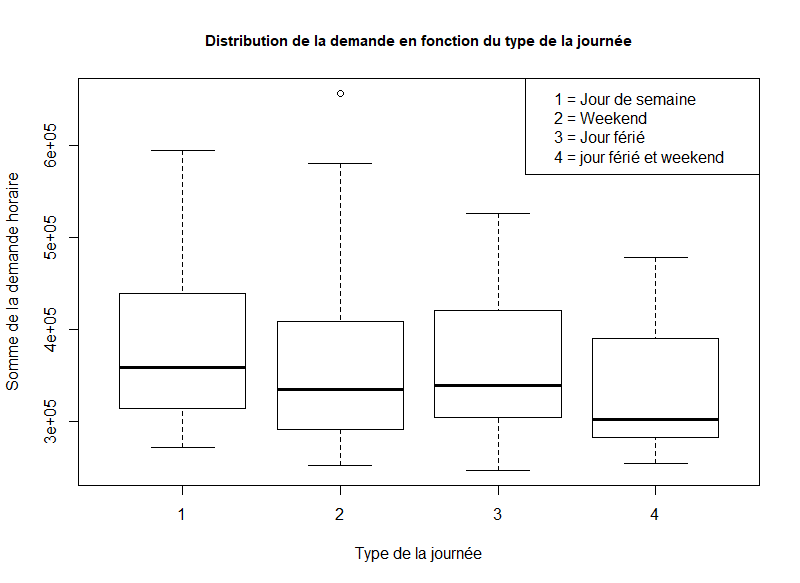 Distribution de la demande en fonction du type de la journée
1 = Jour de semaine
2 = Weekend
3 = Jour férié
4 = jour férié et weekend
Somme de la demande horaire
6e+05
5e+05
4e+05
3e+05
1 2 3 4
Type de la journée